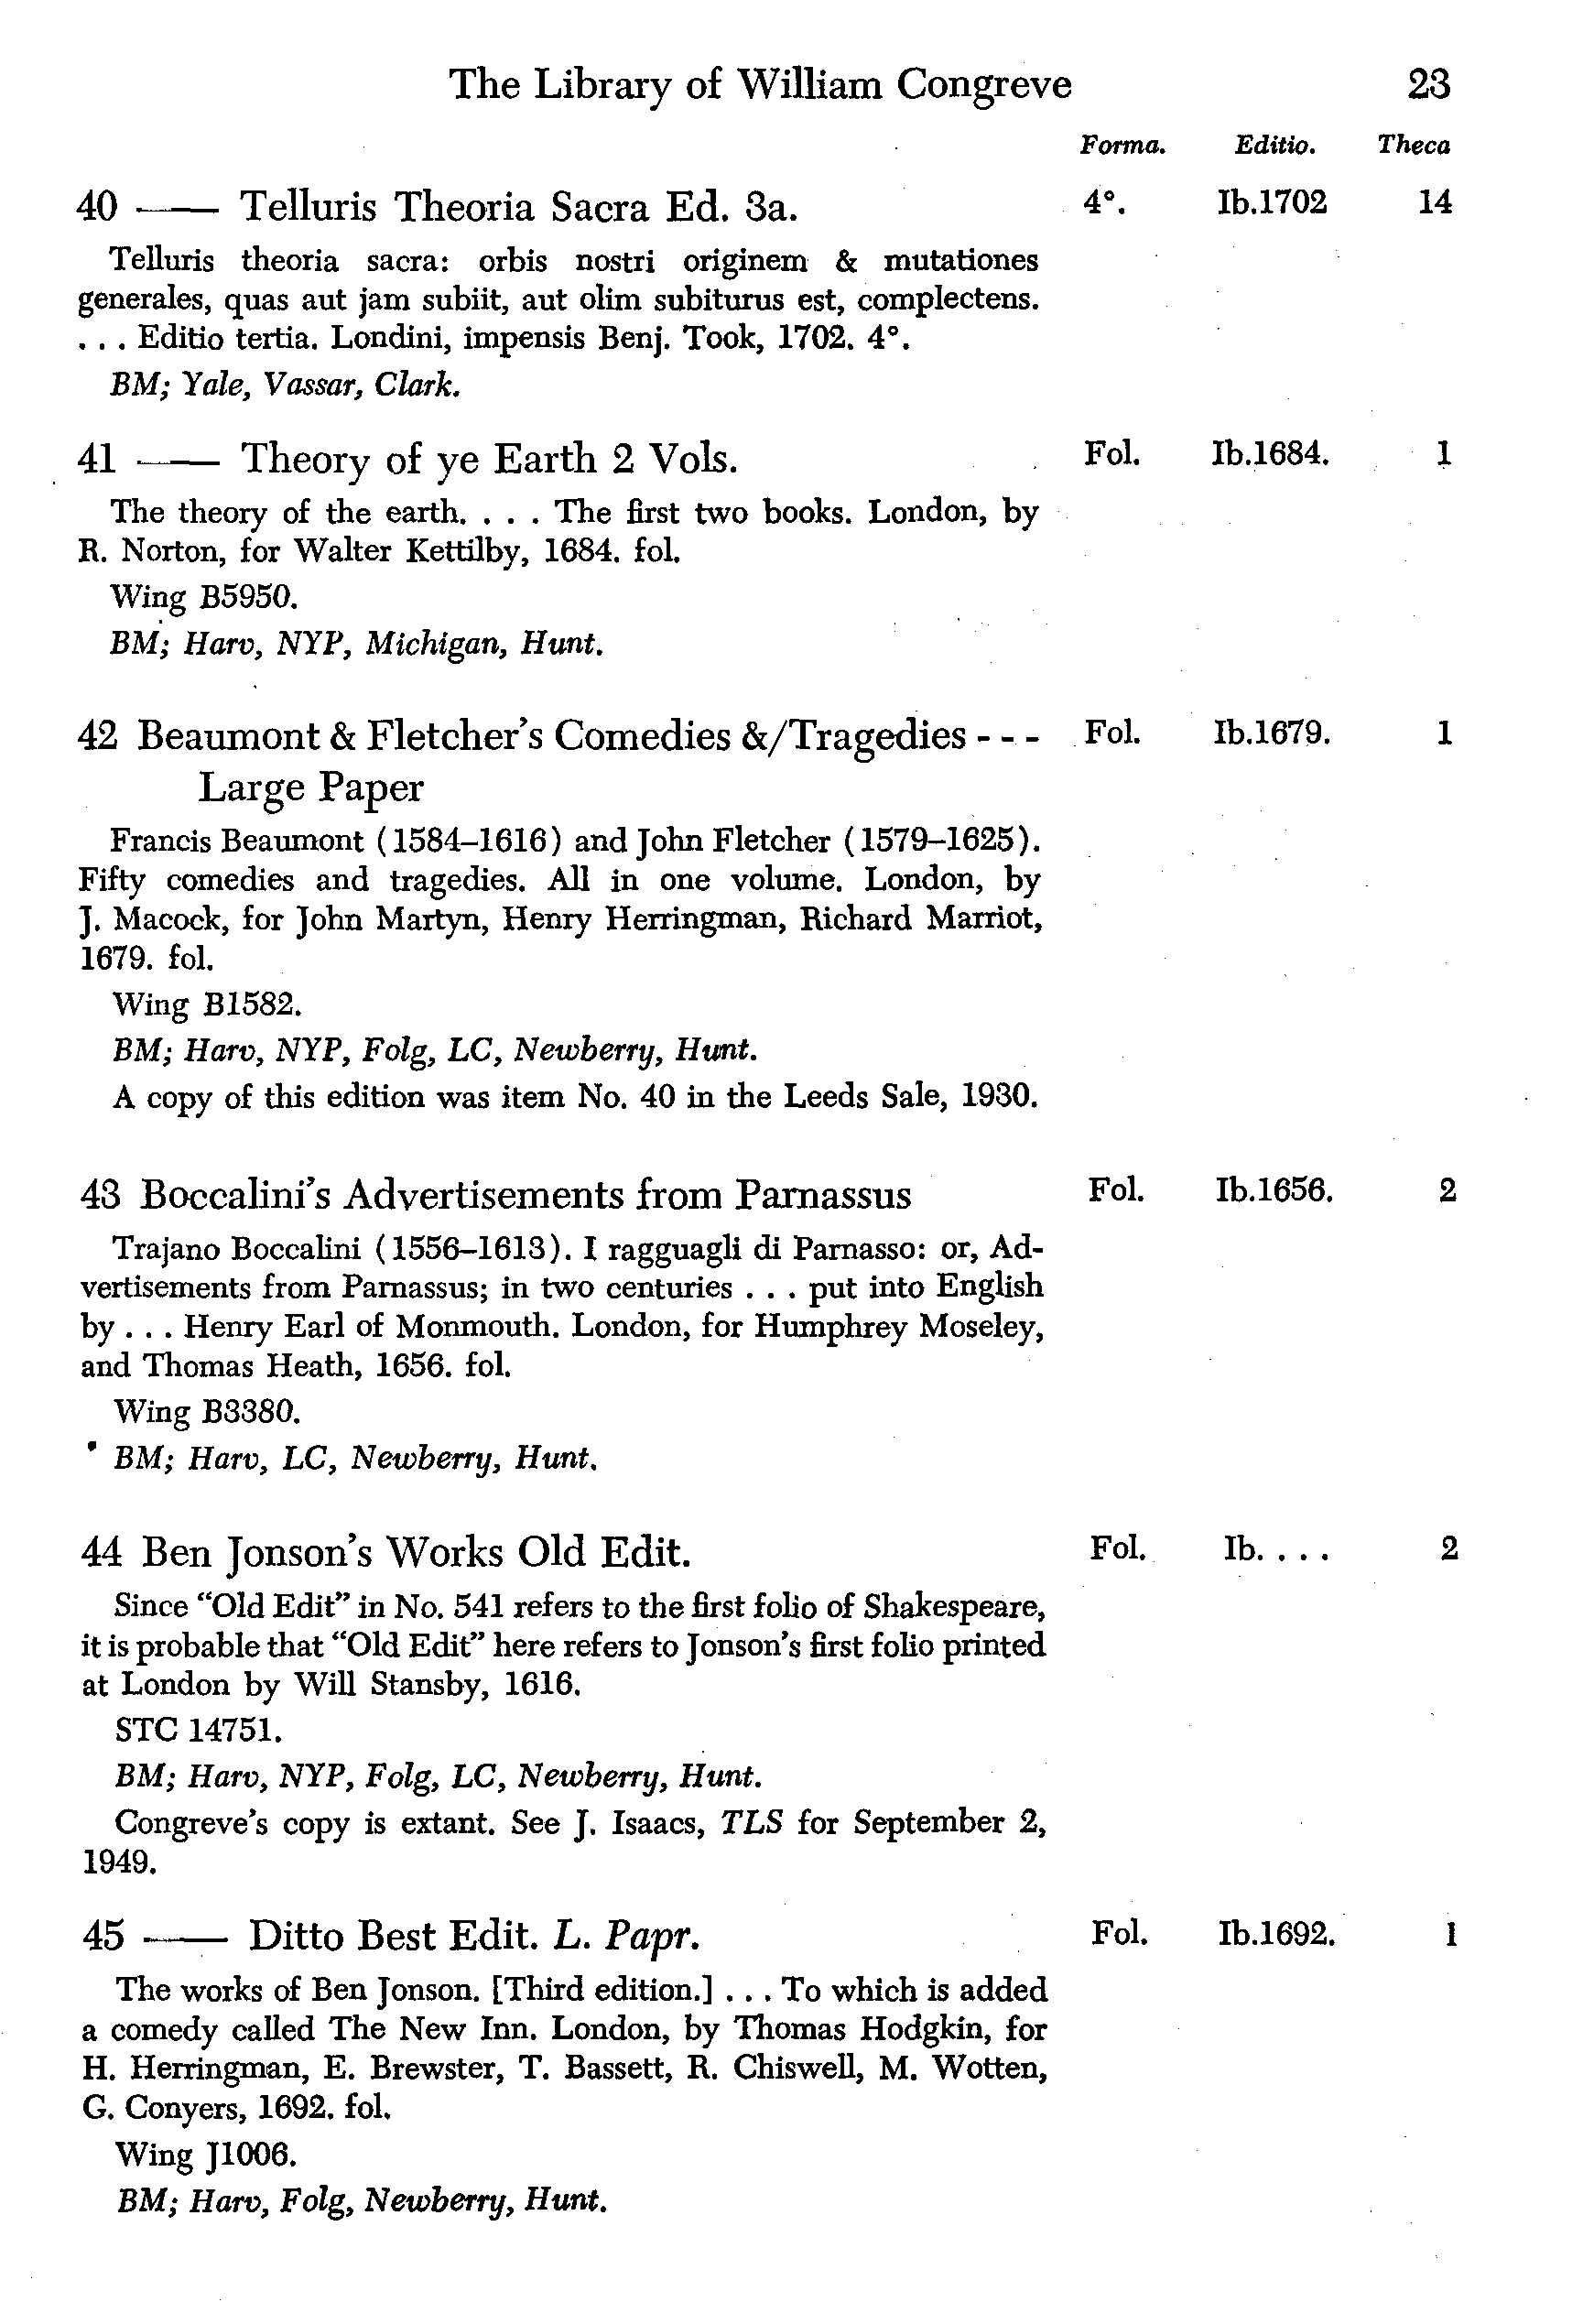 The Library of William Congreve 23
Forma. Editio. Theca
40 —— Telluris Theoria Sacra Ed. 3a. 4°. Ib.1702 14
Telluris theoria sacra: orbis nostri originem & mutationes
generales, quas aut jam subiit, aut olim subiturus est, complectens.
. . . Editio tertia. Londini, impensis Benj. Took, 1702. 4°.
BM; Yale, Vassar, Clark.
41 —— Theory of ye Earth 2 Vols. Fol. Ib.1684. 1
The theory of the earth. . . . The first two books. London, by
R. Norton, for Walter Kettilby, 1684. fol.
Wing B5950.
BM; Harv, NYP, Michigan, Hunt.
42 Beaumont & Fletcher's Comedies &/Tragedies - - - Fol. Ib.1679. 1
Large Paper
Francis Beaumont (1584–1616) and John Fletcher (1579–1625).
Fifty comedies and tragedies. All in one volume. London, by
J. Macock, for John Martyn, Henry Herringman, Richard Marriot,
1679. fol.
Wing B1582.
BM; Harv, NYP, Folg, LC, Newberry, Hunt.
A copy of this edition was item No. 40 in the Leeds Sale, 1930.
43 Boccalini's Advertisements from Parnassus Fol. Ib.1656. 2
Trajano Boccalini (1556–1613). I ragguagli di Parnasso: or, Ad-
vertisements from Parnassus; in two centuries . . . put into English
by . . . Henry Earl of Monmouth. London, for Humphrey Moseley,
and Thomas Heath, 1656. fol.
Wing B3380.
BM; Harv, LC, Newberry, Hunt.
44 Ben Jonson's Works Old Edit. Fol. Ib. . . . 2
Since "Old Edit" in No. 541 refers to the first folio of Shakespeare,
it is probable that "Old Edit" here refers to Jonson's first folio printed
at London by Will Stansby, 1616.
STC 14751.
BM; Harv, NYP, Folg, LC, Newberry, Hunt.
Congreve's copy is extant. See J. Isaacs, TLS for September 2,
1949.
45 —— Ditto Best Edit. L. Papr. Fol. Ib.1692. 1
The works of Ben Jonson. [Third edition.] . . . To which is added
a comedy called The New Inn. London, by Thomas Hodgkin, for
H. Herringman, E. Brewster, T. Bassett, R. Chiswell, M. Wotten,
G. Conyers, 1692. fol.
Wing J1006.
BM; Harv, Folg, Newberry, Hunt.